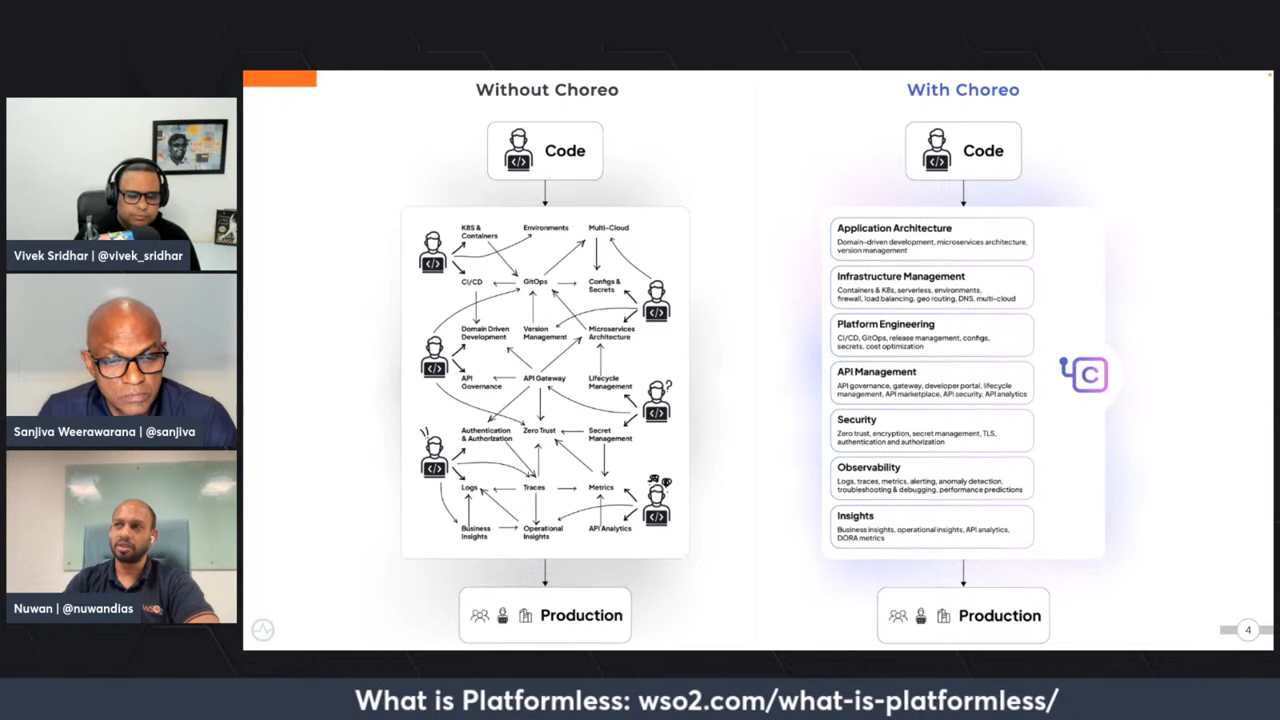 Without Choreo
With Choreo
Code
K8S &
Containers
Environments
Multi-Cloud
CI/CD
GitOps
Configs &
Secrets
Domain Driven
Development
Version
Management
Microservices
Architecture
API
Governance
API Gateway
Lifecycle
Management
Authentication
& Authorization
Zero Trust
Secret
Management
Logs
Traces
Metrics
Business
Insights
Operational
Insights
API Analytics
Production
Code
Application Architecture
Domain-driven development, microservices architecture,
version management
Infrastructure Management
Containers & K8s, serverless, environments,
firewall, load balancing, geo routing, DNS, multi-cloud
Platform Engineering
CI/CD, GitOps, release management, configs,
secrets, cost optimization
API Management
API governance, gateway, developer portal, lifecycle
management, API marketplace, API security, API analytics
Security
Zero trust, encryption, secret management, TLS,
authentication and authorization
Observability
Logs, traces, metrics, alerting, anomaly detection,
troubleshooting & debugging, performance predictions
Insights
Business insights, operational insights, API analytics,
DORA metrics
C
Production
4
Vivek Sridhar | @vivek_sridhar
Sanjiva Weerawarana | @sanjiva
WSO2
Nuwan | @nuwandias
What is Platformless: wso2.com/what-is-platformless/